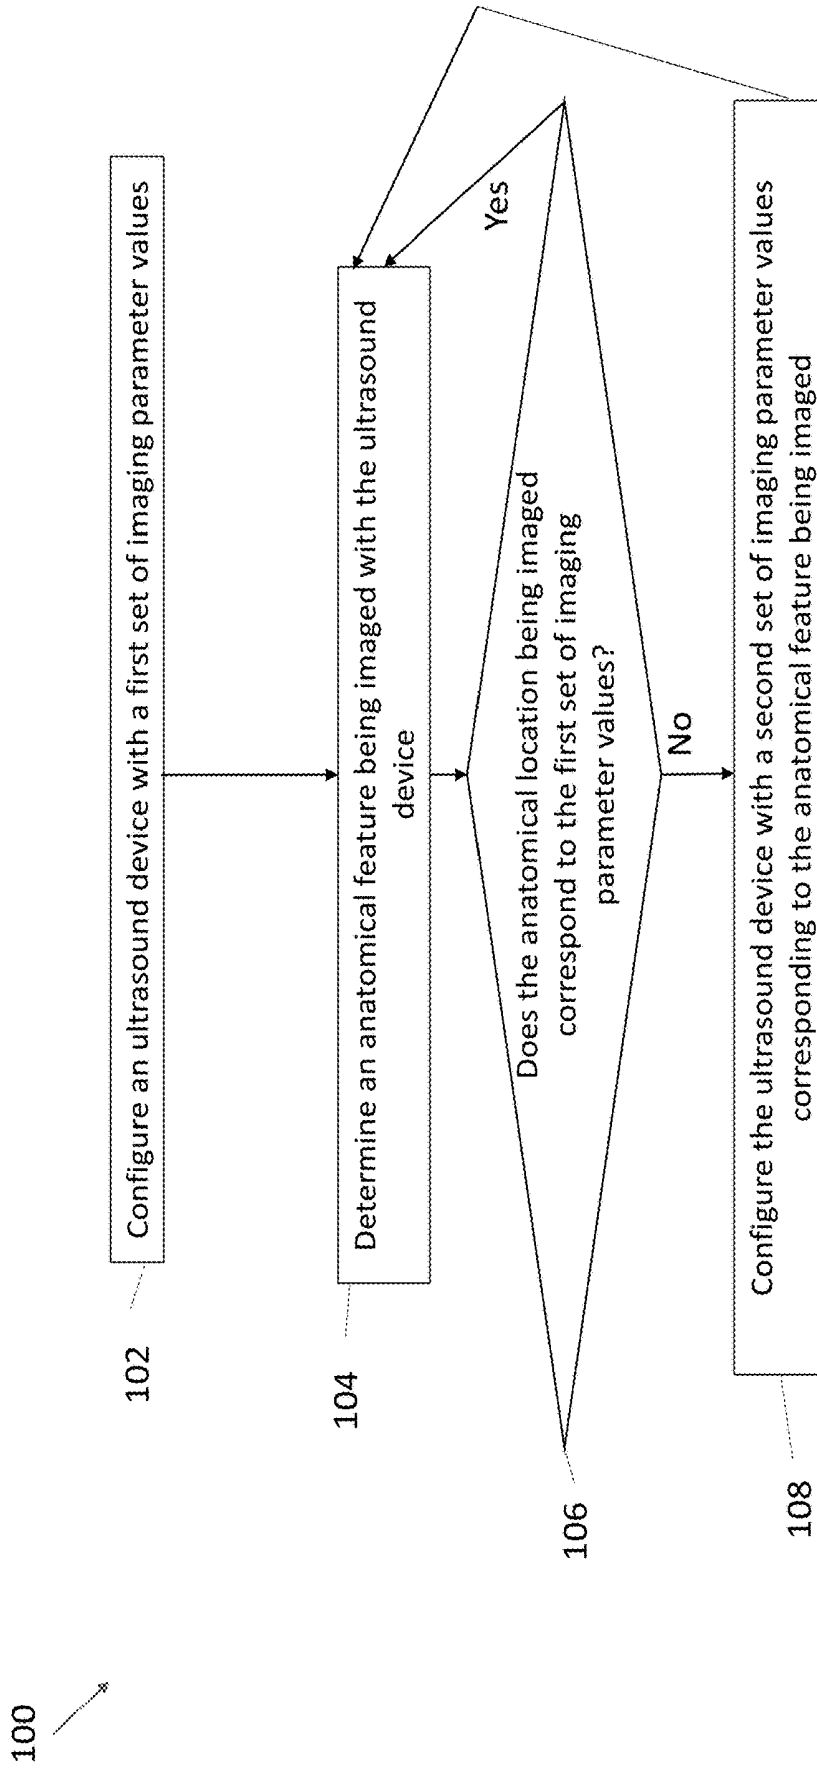 100
102
Configure an ultrasound device with a first set of imaging parameter values
104
Determine an anatomical feature being imaged with the ultrasound
device
Yes
106
Does the anatomical location being imaged
correspond to the first set of imaging
parameter values?
No
108
Configure the ultrasound device with a second set of imaging parameter values
corresponding to the anatomical feature being imaged